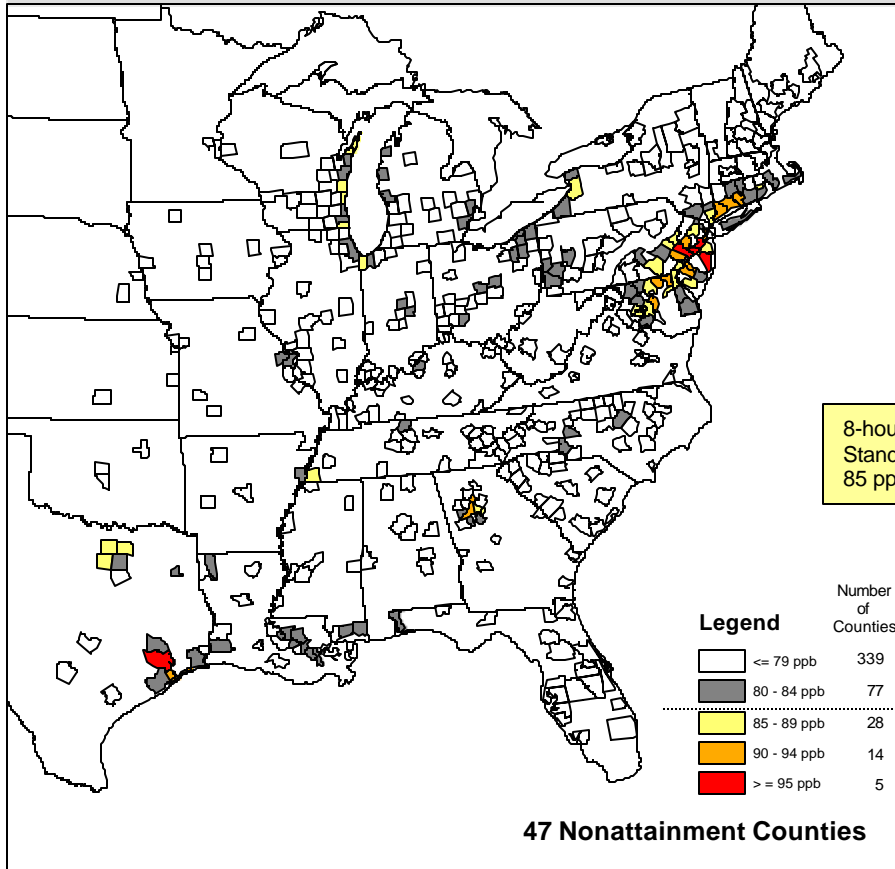 8-hou
Stand
85 pp
Legend
Number
of
Counties
<= 79 ppb 339
80 - 84 ppb 77
85 - 89 ppb 28
90 - 94 ppb 14
> = 95 ppb 5
47 Nonattainment Counties